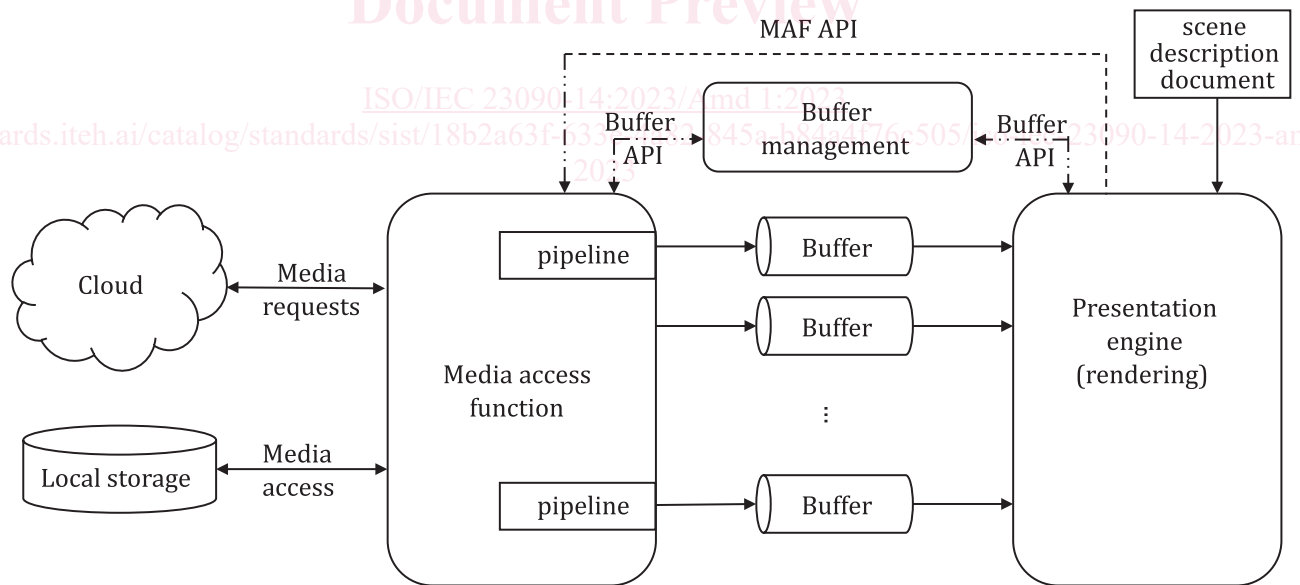 Document Preview
MAF API
scene
description
document
ISO/IEC 23090-14:2023/Amd 1:2023
Buffer
management
Buffer
API
Buffer
API
2023
pipeline
Buffer
Cloud
Media
requests
Buffer
Presentation
engine
(rendering)
Media access
function
⋮
Local storage
Media
access
pipeline
Buffer